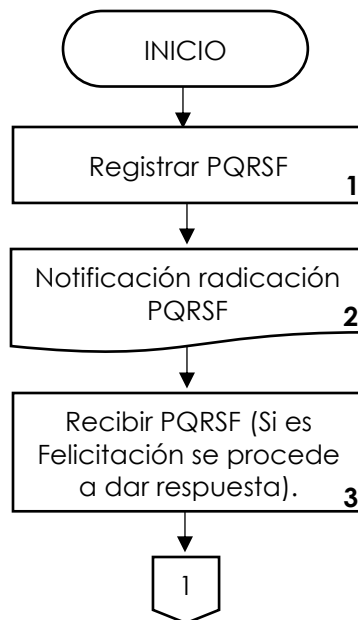 INICIO
Registrar PQRSF
1
Notificación radicación
PQRSF
2
Recibir PQRSF (Si es
Felicitación se procede
a dar respuesta).
3
1